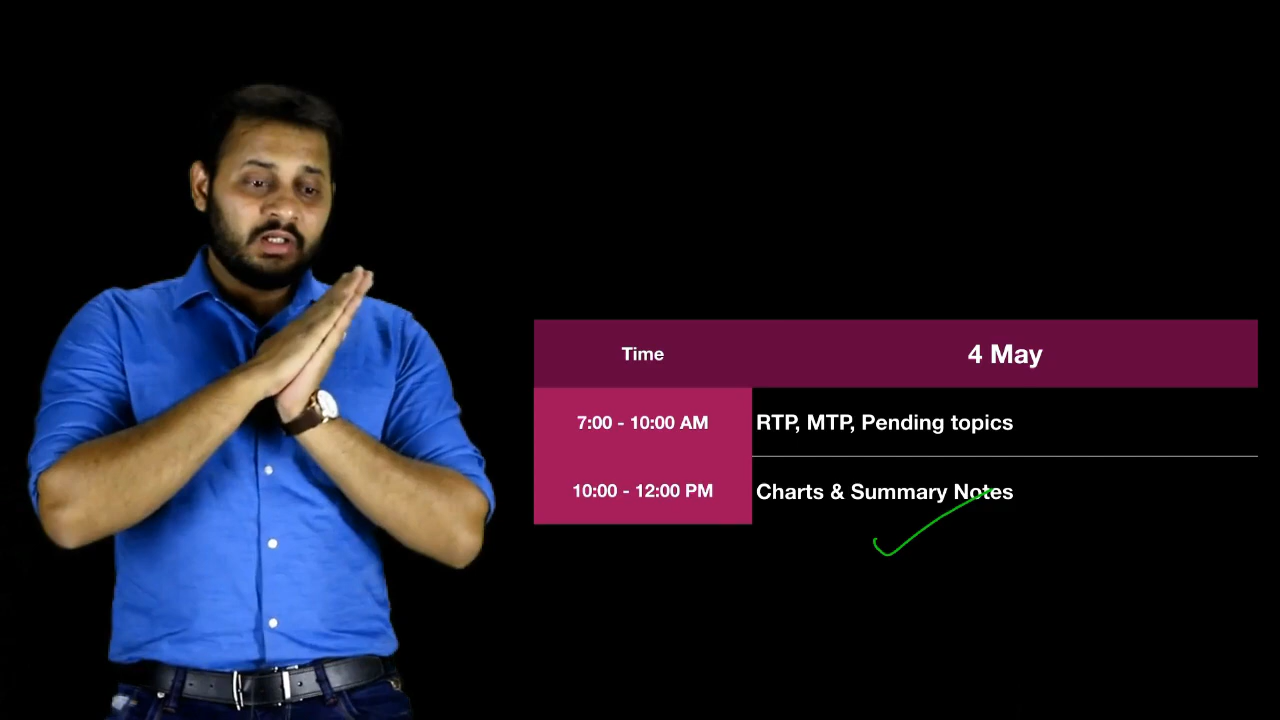 Time 4 May
7:00 - 10:00 AM RTP, MTP, Pending topics
10:00 - 12:00 PM Charts & Summary Notes